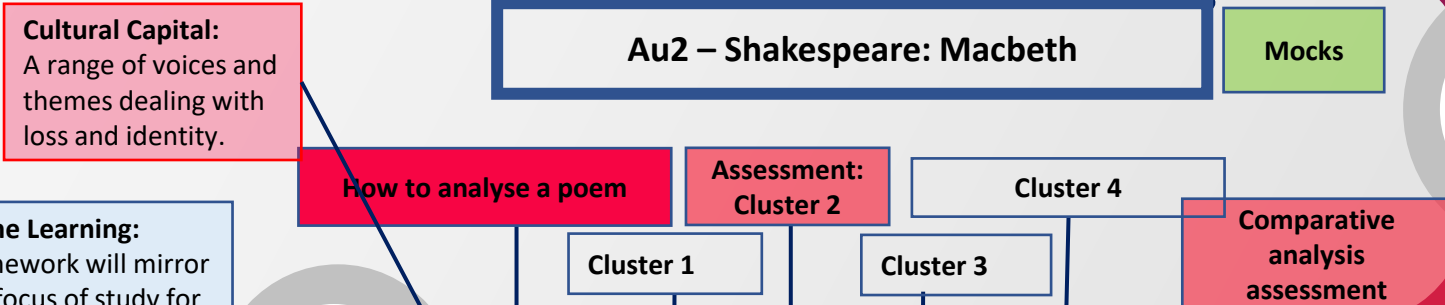 Cultural Capital:
A range of voices and
themes dealing with
loss and identity.
Au2 – Shakespeare: Macbeth
Mocks
How to analyse a poem
Assessment:
Cluster 2
Cluster 4
Comparative
analysis
assessment
Cluster 1
Cluster 3
Learning:
will mirror
focus of study for